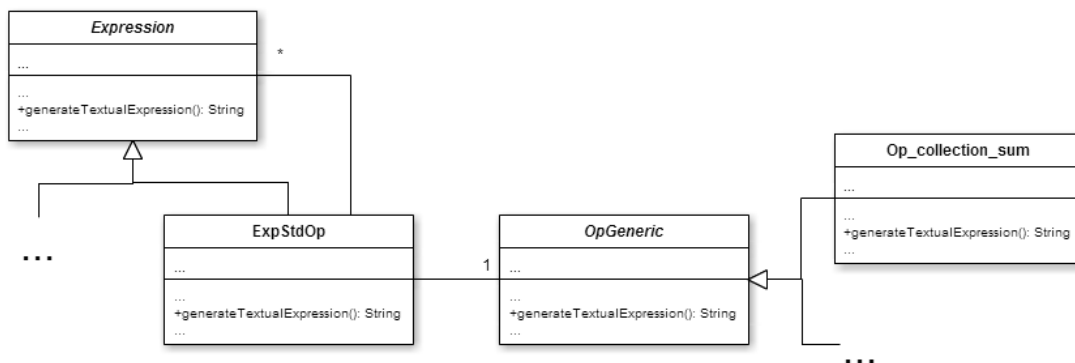 Expression
...
...
+generateTextualExpression(): String
...
*
...
ExpStdOp
...
...
+generateTextualExpression(): String
...
1
OpGeneric
...
...
+generateTextualExpression(): String
...
Op_collection_sum
...
...
+generateTextualExpression(): String
...
...